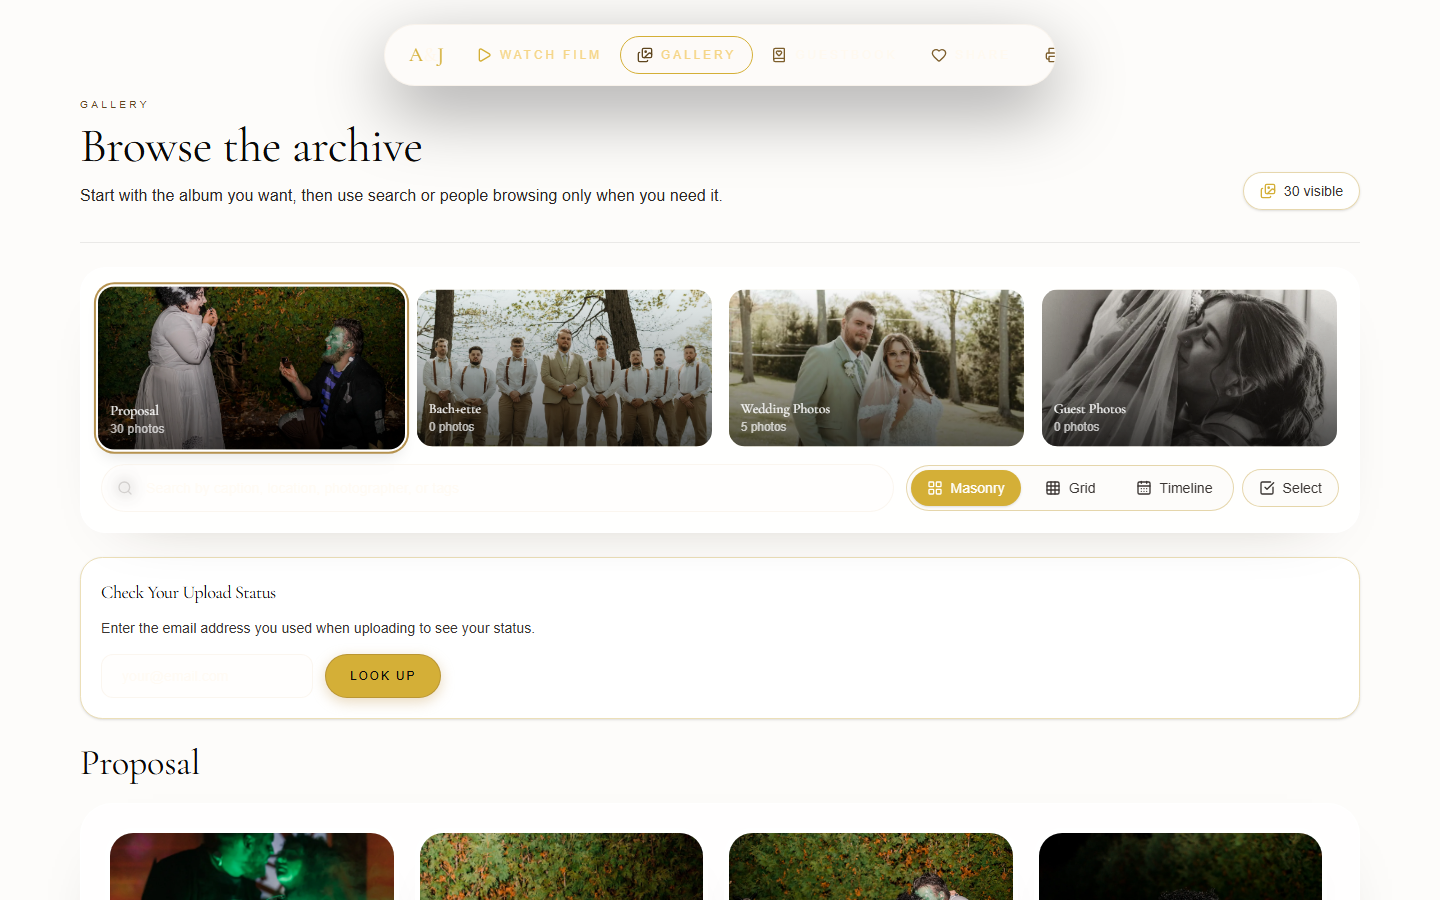 A J
WATCH FILM
GALLERY
GALLERY
Browse the archive
Start with the album you want, then use search or people browsing only when you need it.
30 visible
Proposal
30 photos
Bach+ette
0 photos
Wedding Photos
5 photos
Guest Photos
0 photos
Masonry
Grid
Timeline
Select
Check Your Upload Status
Enter the email address you used when uploading to see your status.
LOOK UP
Proposal